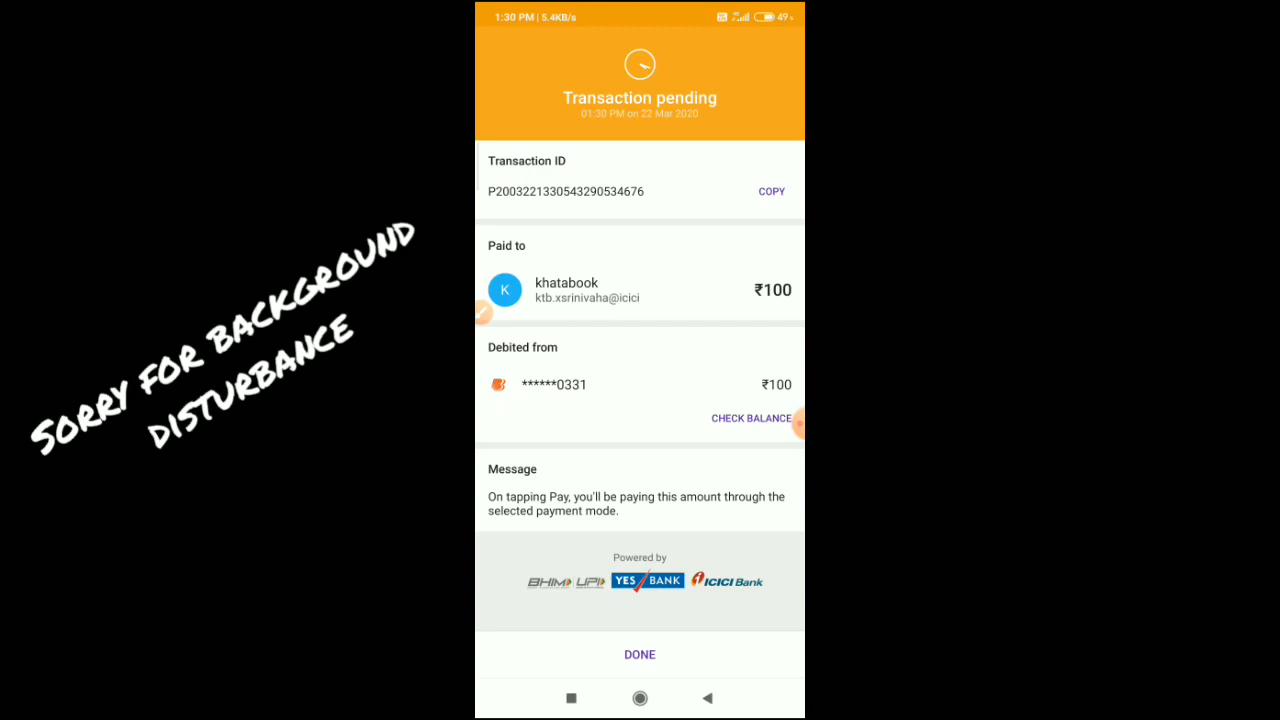 1:30 PM | 5.4KB/s
49
Transaction pending
01:30 PM on 22 Mar 2020
Transaction ID
P2003221330543290534676
COPY
Paid to
K
khatabook
ktb.xsrinivaha@icici
₹100
Debited from
******0331
₹100
CHECK BALANCE
Message
On tapping Pay, you'll be paying this amount through the
selected payment mode.
Powered by
BHIM UPI YES BANK ICICI Bank
DONE
SORRY FOR BACKGROUND
DISTURBANCE